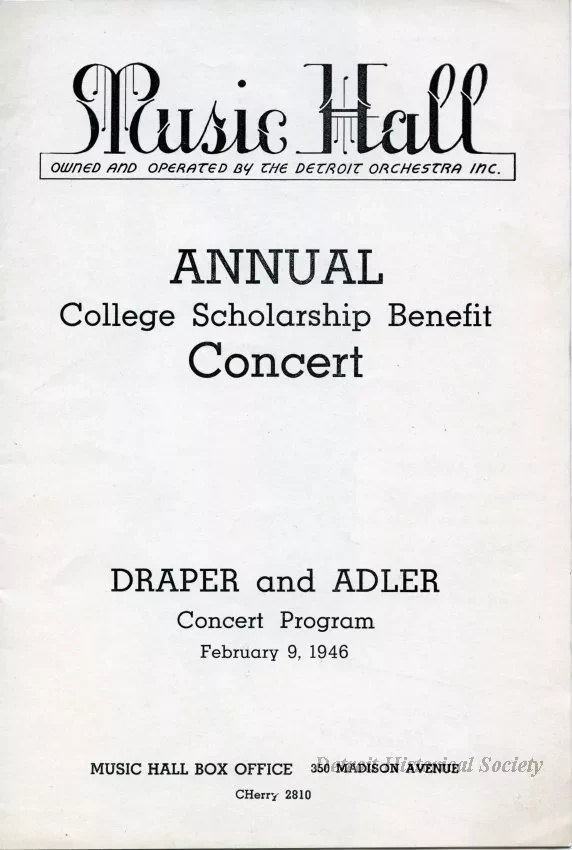 Music Hall
OWNED AND OPERATED BY THE DETROIT ORCHESTRA INC.
ANNUAL
College Scholarship Benefit
Concert
DRAPER and ADLER
Concert Program
February 9, 1946
MUSIC HALL BOX OFFICE 350 MADISON AVENUE
Detroit Historical Society
CHerry 2810